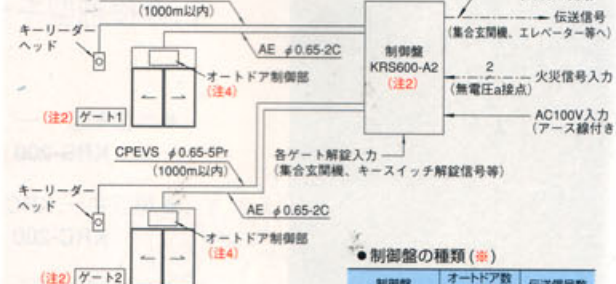 (1000m以内)
キーリーダー
ヘッド
AE φ0.65-2C
オートドア制御部
(注4)
(注2) ゲート1
制御盤
KRS600-A2
(注2)
伝送信号
(集合玄関機、エレベーター等へ)
2
火災信号入力
(無電圧a接点)
AC100V入力
(アース線付き
各ゲート解錠入力
(集合玄関機、キースイッチ解錠信号等)
CPEVS φ0.65-5Pr
(1000m以内)
キーリーダー
ヘッド
AE φ0.65-2C
オートドア制御部
(注4)
(注2) ゲート2
●制御盤の種類(※)
制御盤 オートドア数 伝送信号数